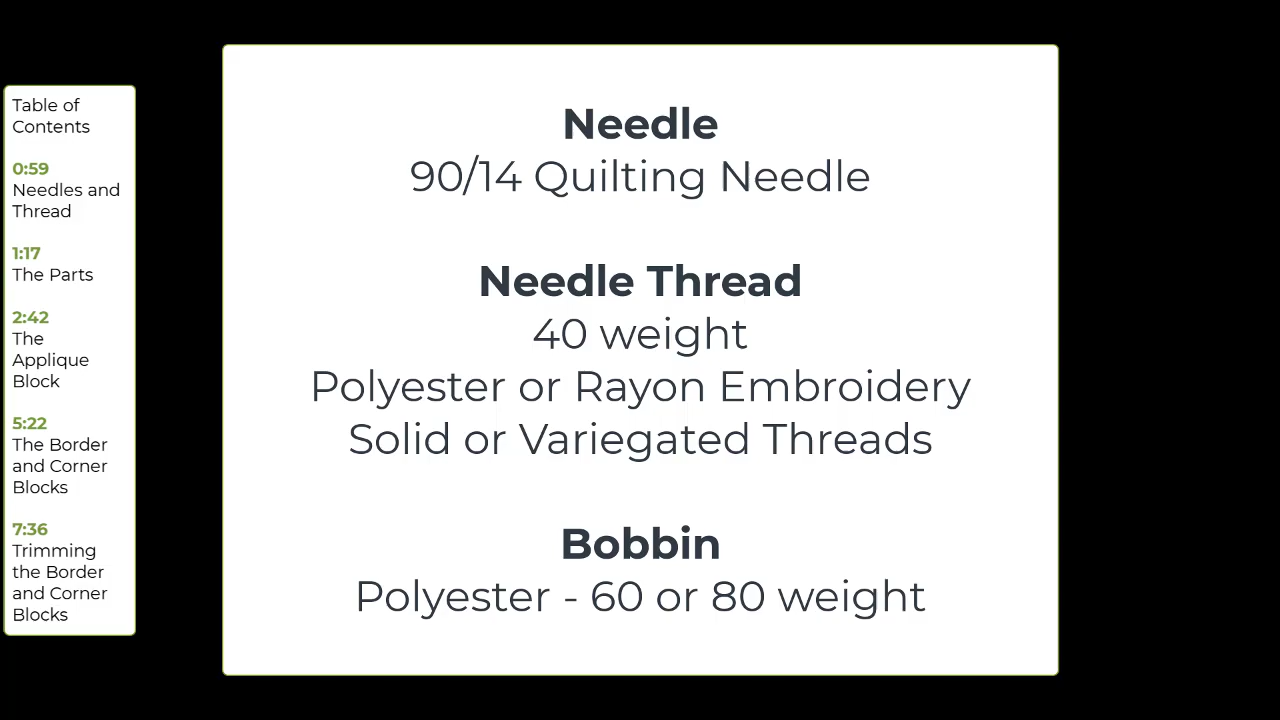 Table of
Contents
0:59
Needles and
Thread
1:17
The Parts
2:42
The
Applique
Block
5:22
The Border
and Corner
Blocks
7:36
Trimming
the Border
and Corner
Blocks
Needle
90/14 Quilting Needle
Needle Thread
40 weight
Polyester or Rayon Embroidery
Solid or Variegated Threads
Bobbin
Polyester - 60 or 80 weight